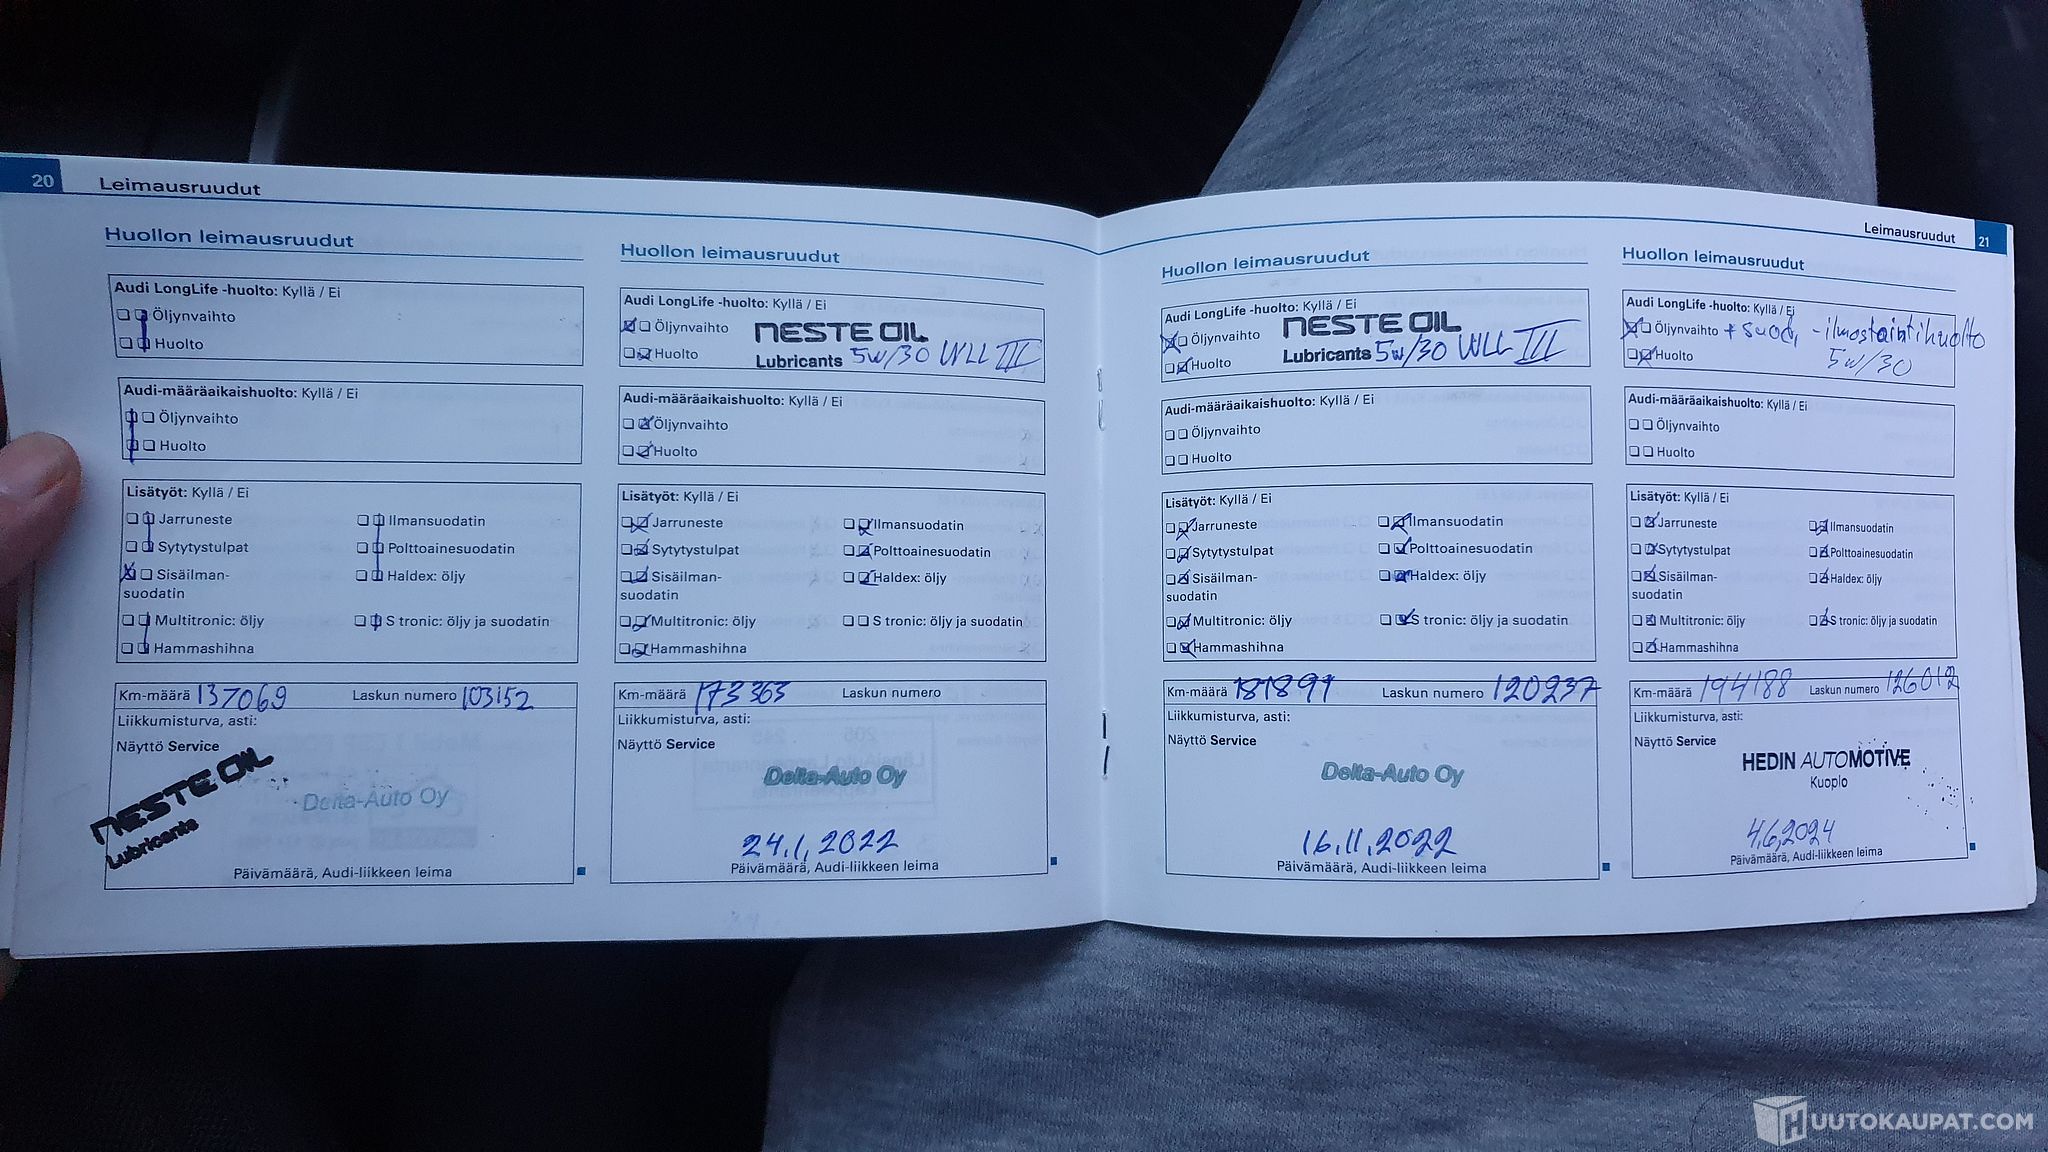 20 Leimausruudut
Huollon leimausruudut
Audi LongLife -huolto: Kyllä / Ei
Öljynvaihto
Huolto
Audi-määräaikaishuolto: Kyllä / Ei
Öljynvaihto
Huolto
Lisätyöt: Kyllä / Ei
Jarruneste
Ilmansuodatin
Sytytystulpat
Polttoainesuodatin
Sisäilman-
suodatin
Haldex: öljy
Multitronic: öljy
S tronic: öljy ja suodatin
Hammashihna
Km-määrä 137069 Laskun numero 103152
Liikkumisturva, asti:
Näyttö Service
NESTE OIL
Lubricants
Delta-Auto Oy
Päivämäärä, Audi-liikkeen leima
Huollon leimausruudut
Audi LongLife -huolto: Kyllä / Ei
Öljynvaihto
Huolto
NESTE OIL
Lubricants 5W/30 VLL III
Audi-määräaikaishuolto: Kyllä / Ei
Öljynvaihto
Huolto
Lisätyöt: Kyllä / Ei
Jarruneste
Ilmansuodatin
Sytytystulpat
Polttoainesuodatin
Sisäilman-
suodatin
Haldex: öljy
Multitronic: öljy
S tronic: öljy ja suodatin
Hammashihna
Km-määrä 173363 Laskun numero
Liikkumisturva, asti:
Näyttö Service
Delta-Auto Oy
24.1.2022
Päivämäärä, Audi-liikkeen leima
Leimausruudut 21
Huollon leimausruudut
Audi LongLife -huolto: Kyllä / Ei
Öljynvaihto
Huolto
NESTE OIL
Lubricants 5W/30 VLL III
Audi-määräaikaishuolto: Kyllä / Ei
Öljynvaihto
Huolto
Lisätyöt: Kyllä / Ei
Jarruneste
Ilmansuodatin
Sytytystulpat
Polttoainesuodatin
Sisäilman-
suodatin
Haldex: öljy
Multitronic: öljy
S tronic: öljy ja suodatin
Hammashihna
Km-määrä 181891 Laskun numero 120237
Liikkumisturva, asti:
Näyttö Service
Delta-Auto Oy
16.11.2022
Päivämäärä, Audi-liikkeen leima
Huollon leimausruudut
Audi LongLife -huolto: Kyllä / Ei
Öljynvaihto + suod, -ilmostointihuolto
Huolto 5W/30
Audi-määräaikaishuolto: Kyllä / Ei
Öljynvaihto
Huolto
Lisätyöt: Kyllä / Ei
Jarruneste
Ilmansuodatin
Sytytystulpat
Polttoainesuodatin
Sisäilman-
suodatin
Haldex: öljy
Multitronic: öljy
S tronic: öljy ja suodatin
Hammashihna
Km-määrä 194188 Laskun numero 126012
Liikkumisturva, asti:
Näyttö Service
HEDIN AUTOMOTIVE
Kuopio
4.6.2024
Päivämäärä, Audi-liikkeen leima
HUUTOKAUPAT.COM